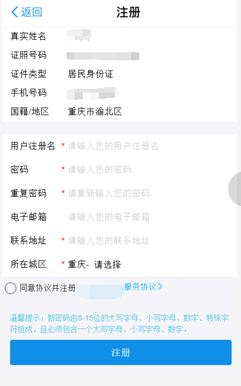 返回 注册
真实姓名
证照号码
证件类型 居民身份证
手机号码
国籍/地区 重庆市渝北区
用户注册名 * 请输入您的用户注册名
密码 * 请输入您的密码
重复密码 * 请重新输入您的密码
电子邮箱 请输入您的电子邮箱
联系地址 * 请输入您的联系地址
所在城区 * 重庆- 请选择
同意协议并注册 服务协议>
温馨提示：新密码由8-15位的大写字母、小写字母、数字、特殊字
符组成，且必须包含一个大写字母、小写字母、数字。
注册